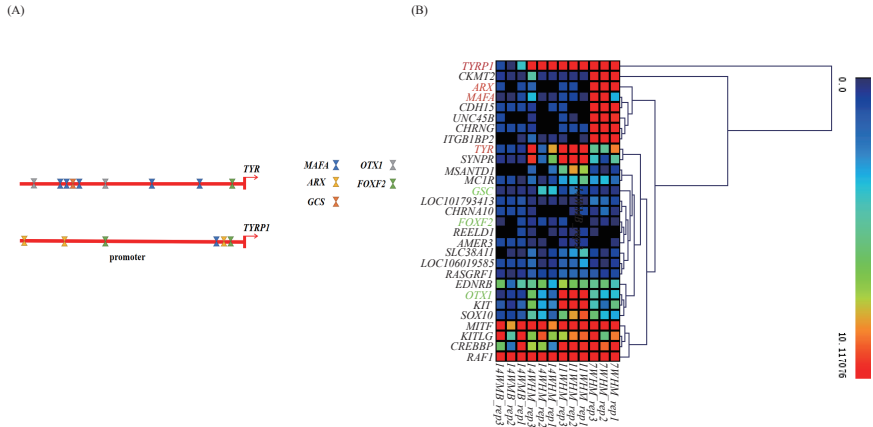 (A)
TYR
MAFA
OTX1
ARX
FOXF2
GCS
TYRP1
promoter
(B)
TYRP1
CKMT2
ARX
MAFA
CDH15
UNC45B
CHRNG
ITGB1BP2
TYR
SYNPR
MSANTD1
MC1R
GSC
LOC101793413
CHRNA10
FOXF2
REELD1
AMER3
SLC38A11
LOC106019585
RASGRF1
EDNRB
OTX1
KIT
SOX10
MITF
KITLG
CREBBP
RAF1
14WMB_rep3
14WMB_rep2
14WMB_rep1
14WHM_rep3
14WHM_rep2
14WHM_rep1
11WHM_rep3
11WHM_rep2
11WHM_rep1
7WHM_rep3
7WHM_rep2
7WHM_rep1
0.0
10.117076